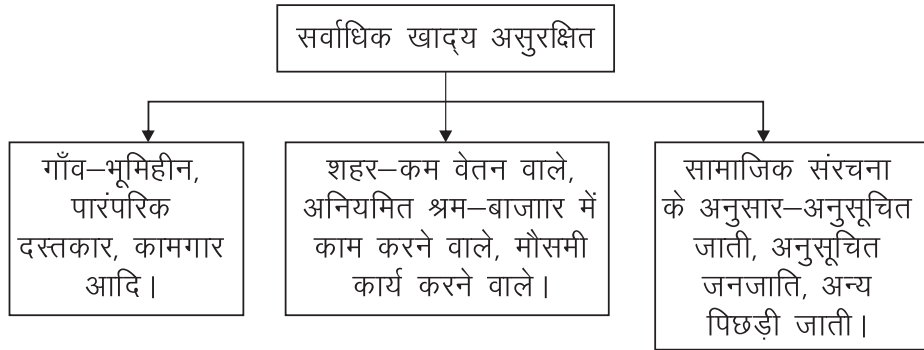 सर्वाधिक खाद्‌य असुरक्षित
गाँव–भूमिहीन,
पारंपरिक
दस्तकार, कामगार
आदि।
शहर–कम वेतन वाले,
अनियमित श्रम–बाजाार में
काम करने वाले, मौसमी
कार्य करने वाले।
सामाजिक संरचना
के अनुसार–अनुसूचित
जाती, अनुसूचित
जनजाति, अन्य
पिछड़ी जाती।